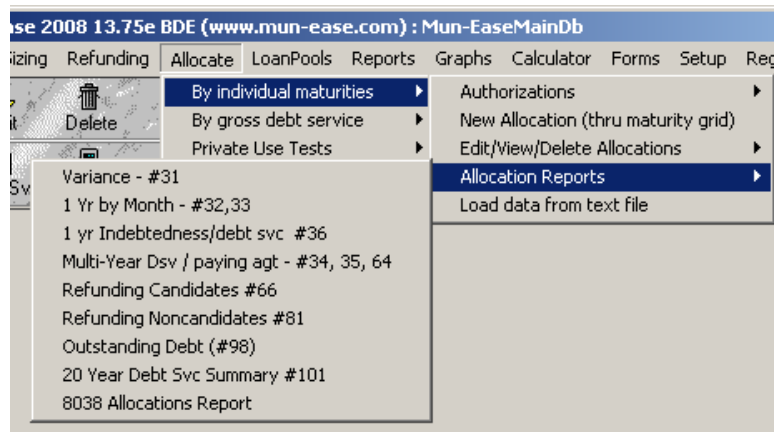 ase 2008 13.75e BDE (www.mun-ease.com) : Mun-EaseMainDb
izing Refunding Allocate LoanPools Reports Graphs Calculator Forms Setup Reg
it Delete
Sv
By individual maturities
By gross debt service
Private Use Tests
Authorizations
New Allocation (thru maturity grid)
Edit/View/Delete Allocations
Allocation Reports
Load data from text file
Variance - #31
1 Yr by Month - #32,33
1 yr Indebtedness/debt svc #36
Multi-Year Dsv / paying agt - #34, 35, 64
Refunding Candidates #66
Refunding Noncandidates #81
Outstanding Debt (#98)
20 Year Debt Svc Summary #101
8038 Allocations Report